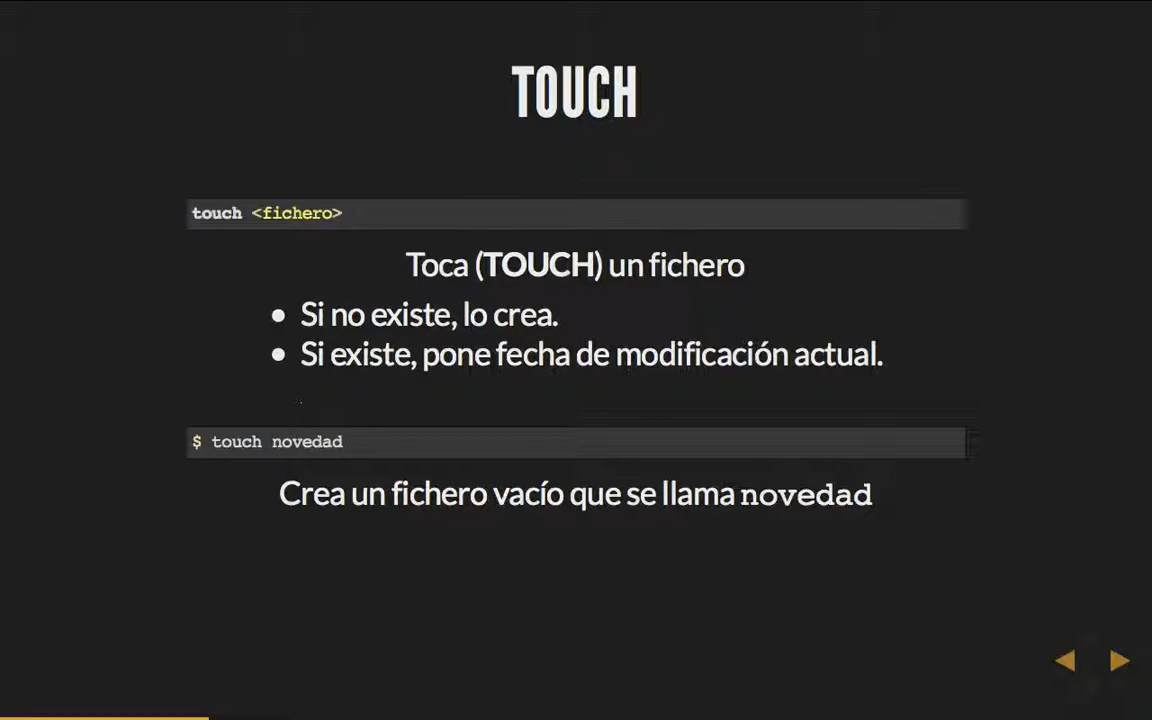 TOUCH
touch <fichero>
Toca (TOUCH) un fichero
• Si no existe, lo crea.
• Si existe, pone fecha de modificación actual.
$ touch novedad
Crea un fichero vacío que se llama novedad